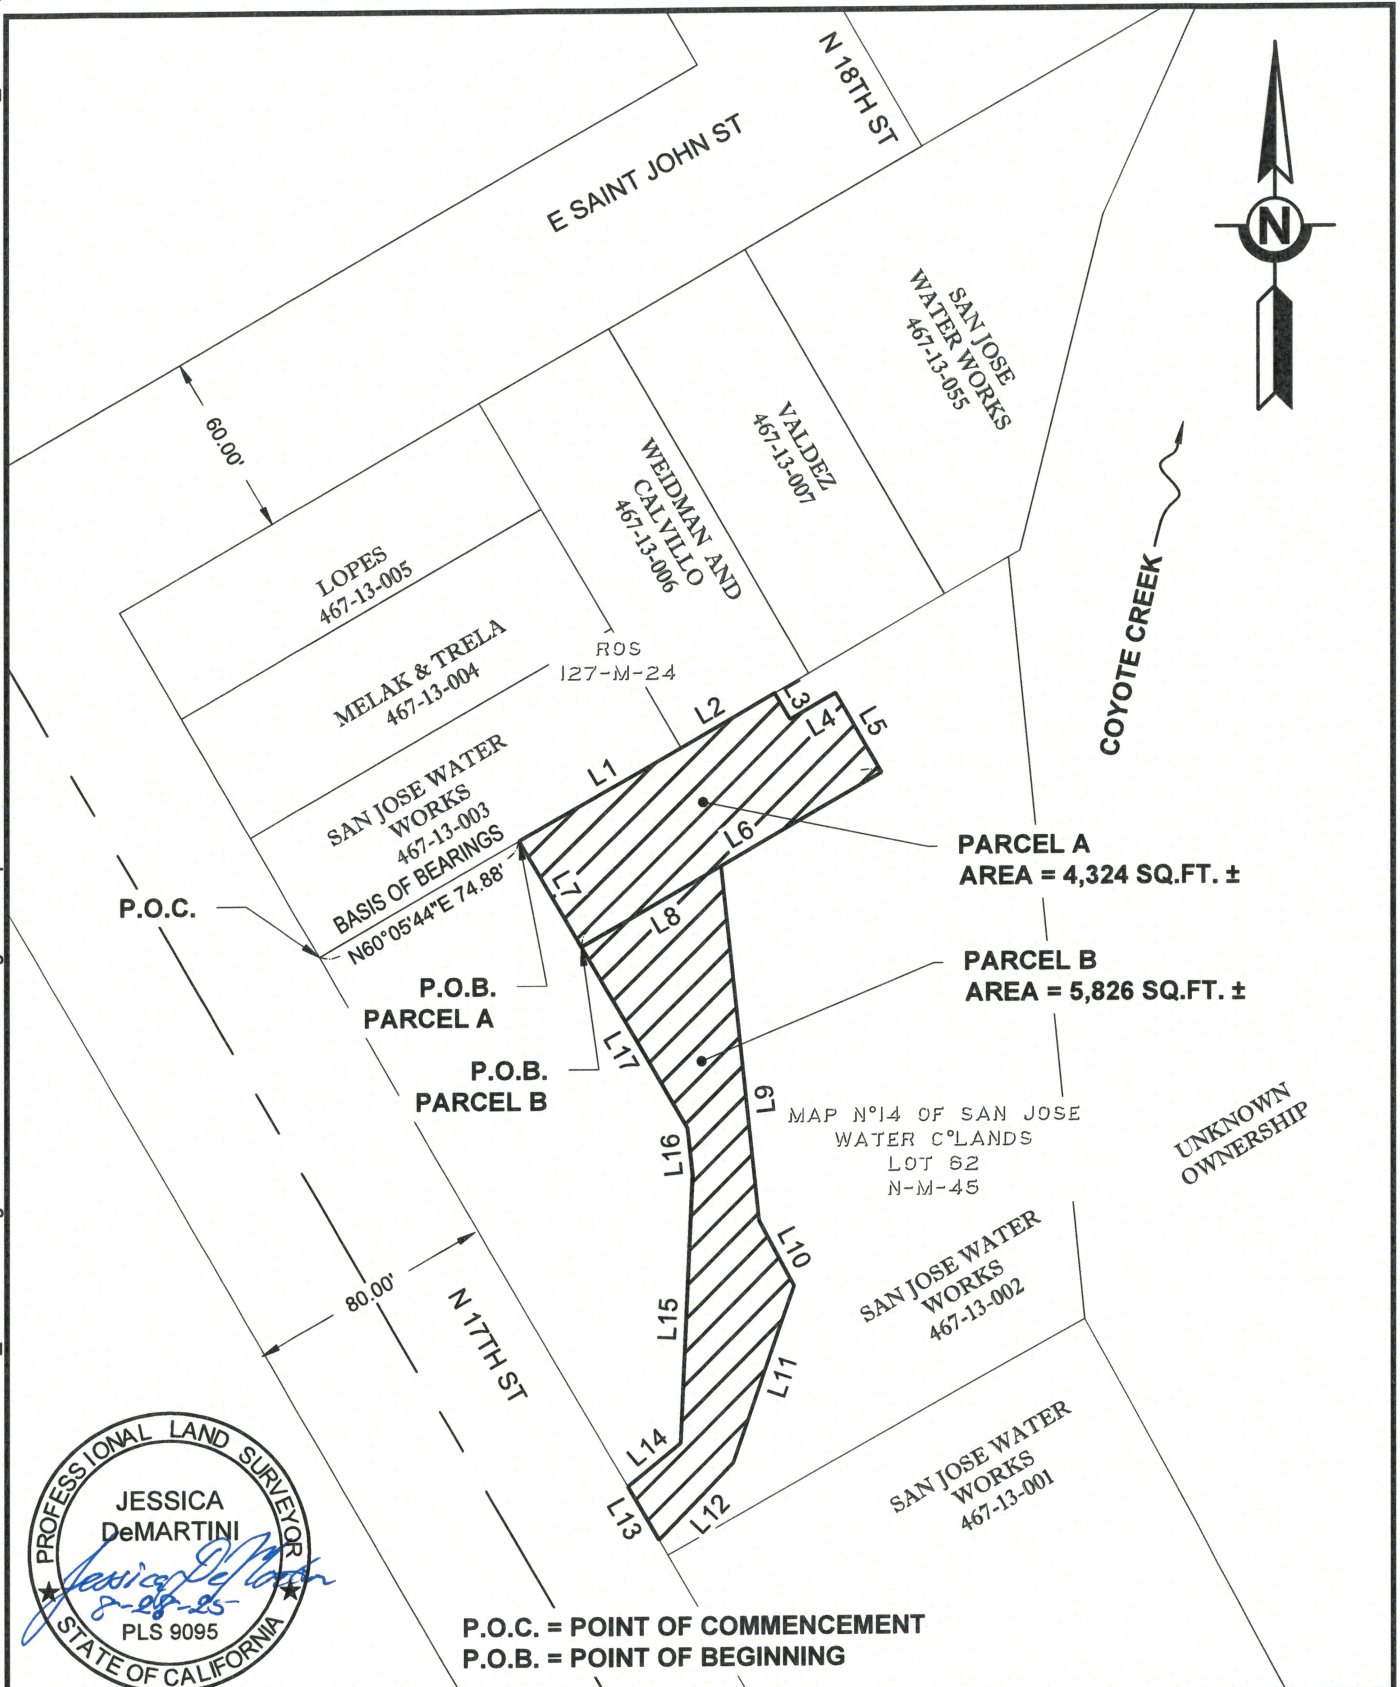 N 18TH ST
E SAINT JOHN ST
N
60.00'
SAN JOSE
WATER WORKS
467-13-055
VALDEZ
467-13-007
WEIDMAN AND
CALVILLO
467-13-006
LOPES
467-13-005
MELAK & TRELA
467-13-004
ROS
127-M-24
SAN JOSE WATER
WORKS
467-13-003
BASIS OF BEARINGS
N60°05'44"E 74.88'
COYOTE CREEK
L1
L2
L3
L4
L5
L6
L7
L8
P.O.C.
PARCEL A
AREA = 4,324 SQ.FT. ±
PARCEL B
AREA = 5,826 SQ.FT. ±
P.O.B.
PARCEL A
P.O.B.
PARCEL B
L17
L9
L16
MAP Nº14 OF SAN JOSE
WATER CºLANDS
LOT 62
N-M-45
UNKNOWN
OWNERSHIP
L10
SAN JOSE WATER
WORKS
467-13-002
80.00'
N 17TH ST
L15
L11
L14
L13
L12
SAN JOSE WATER
WORKS
467-13-001
PROFESSIONAL LAND SURVEYOR
JESSICA
DeMARTINI
Jessica DeMartini
8-28-25
PLS 9095
STATE OF CALIFORNIA
P.O.C. = POINT OF COMMENCEMENT
P.O.B. = POINT OF BEGINNING